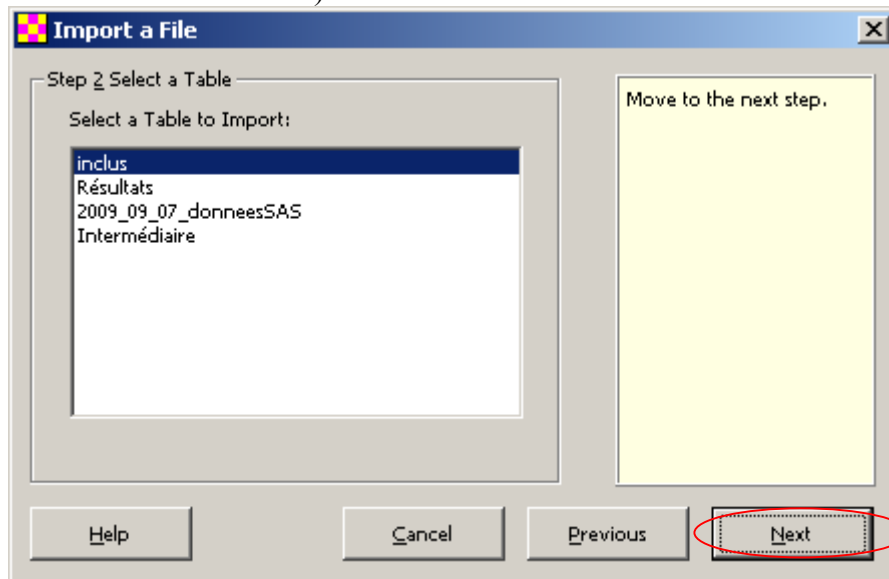 Import a File
Step 2 Select a Table
Select a Table to Import:
inclus
Résultats
2009_09_07_donneesSAS
Intermédiaire
Move to the next step.
Help
Cancel
Previous
Next